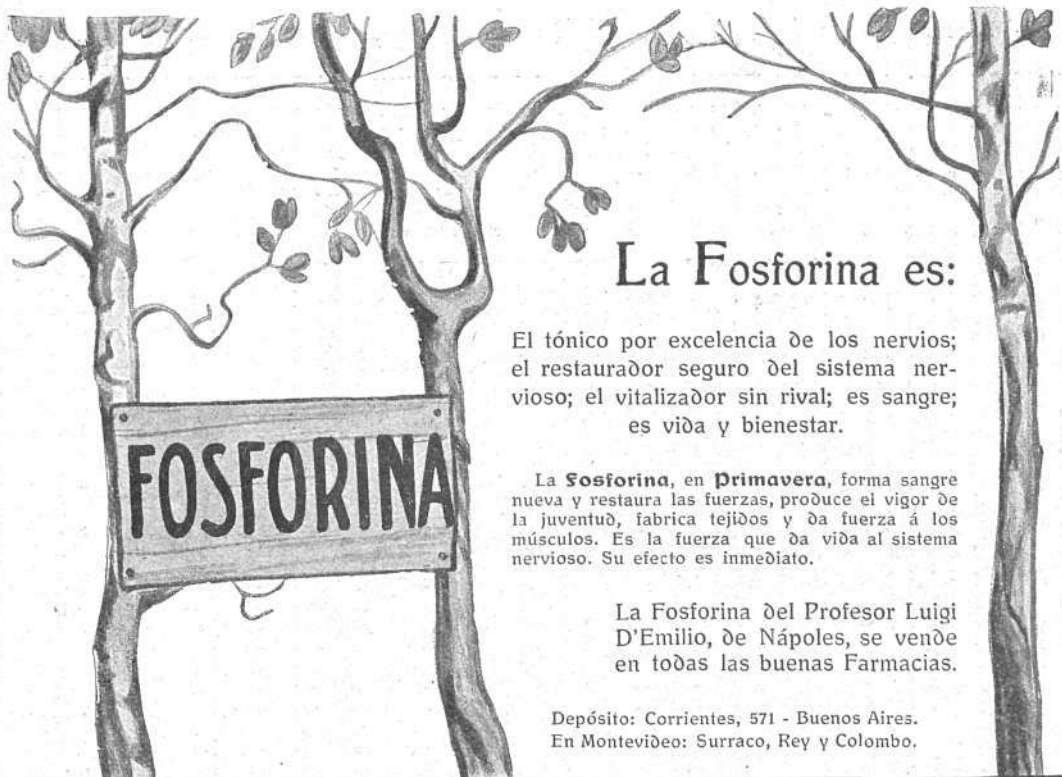 FOSFORINA
La Fosforina es:
El tónico por excelencia de los nervios;
el restaurador seguro del sistema ner-
vioso; el vitalizador sin rival; es sangre;
es vida y bienestar.
La Fosforina, en Primavera, forma sangre
nueva y restaura las fuerzas, produce el vigor de
la juventud, fabrica tejidos y da fuerza á los
músculos. Es la fuerza que da vida al sistema
nervioso. Su efecto es inmediato.
La Fosforina del Profesor Luigi
D'Emilio, de Nápoles, se vende
en todas las buenas Farmacias.
Depósito: Corrientes, 571 - Buenos Aires.
En Montevideo: Surraco, Rey y Colombo.